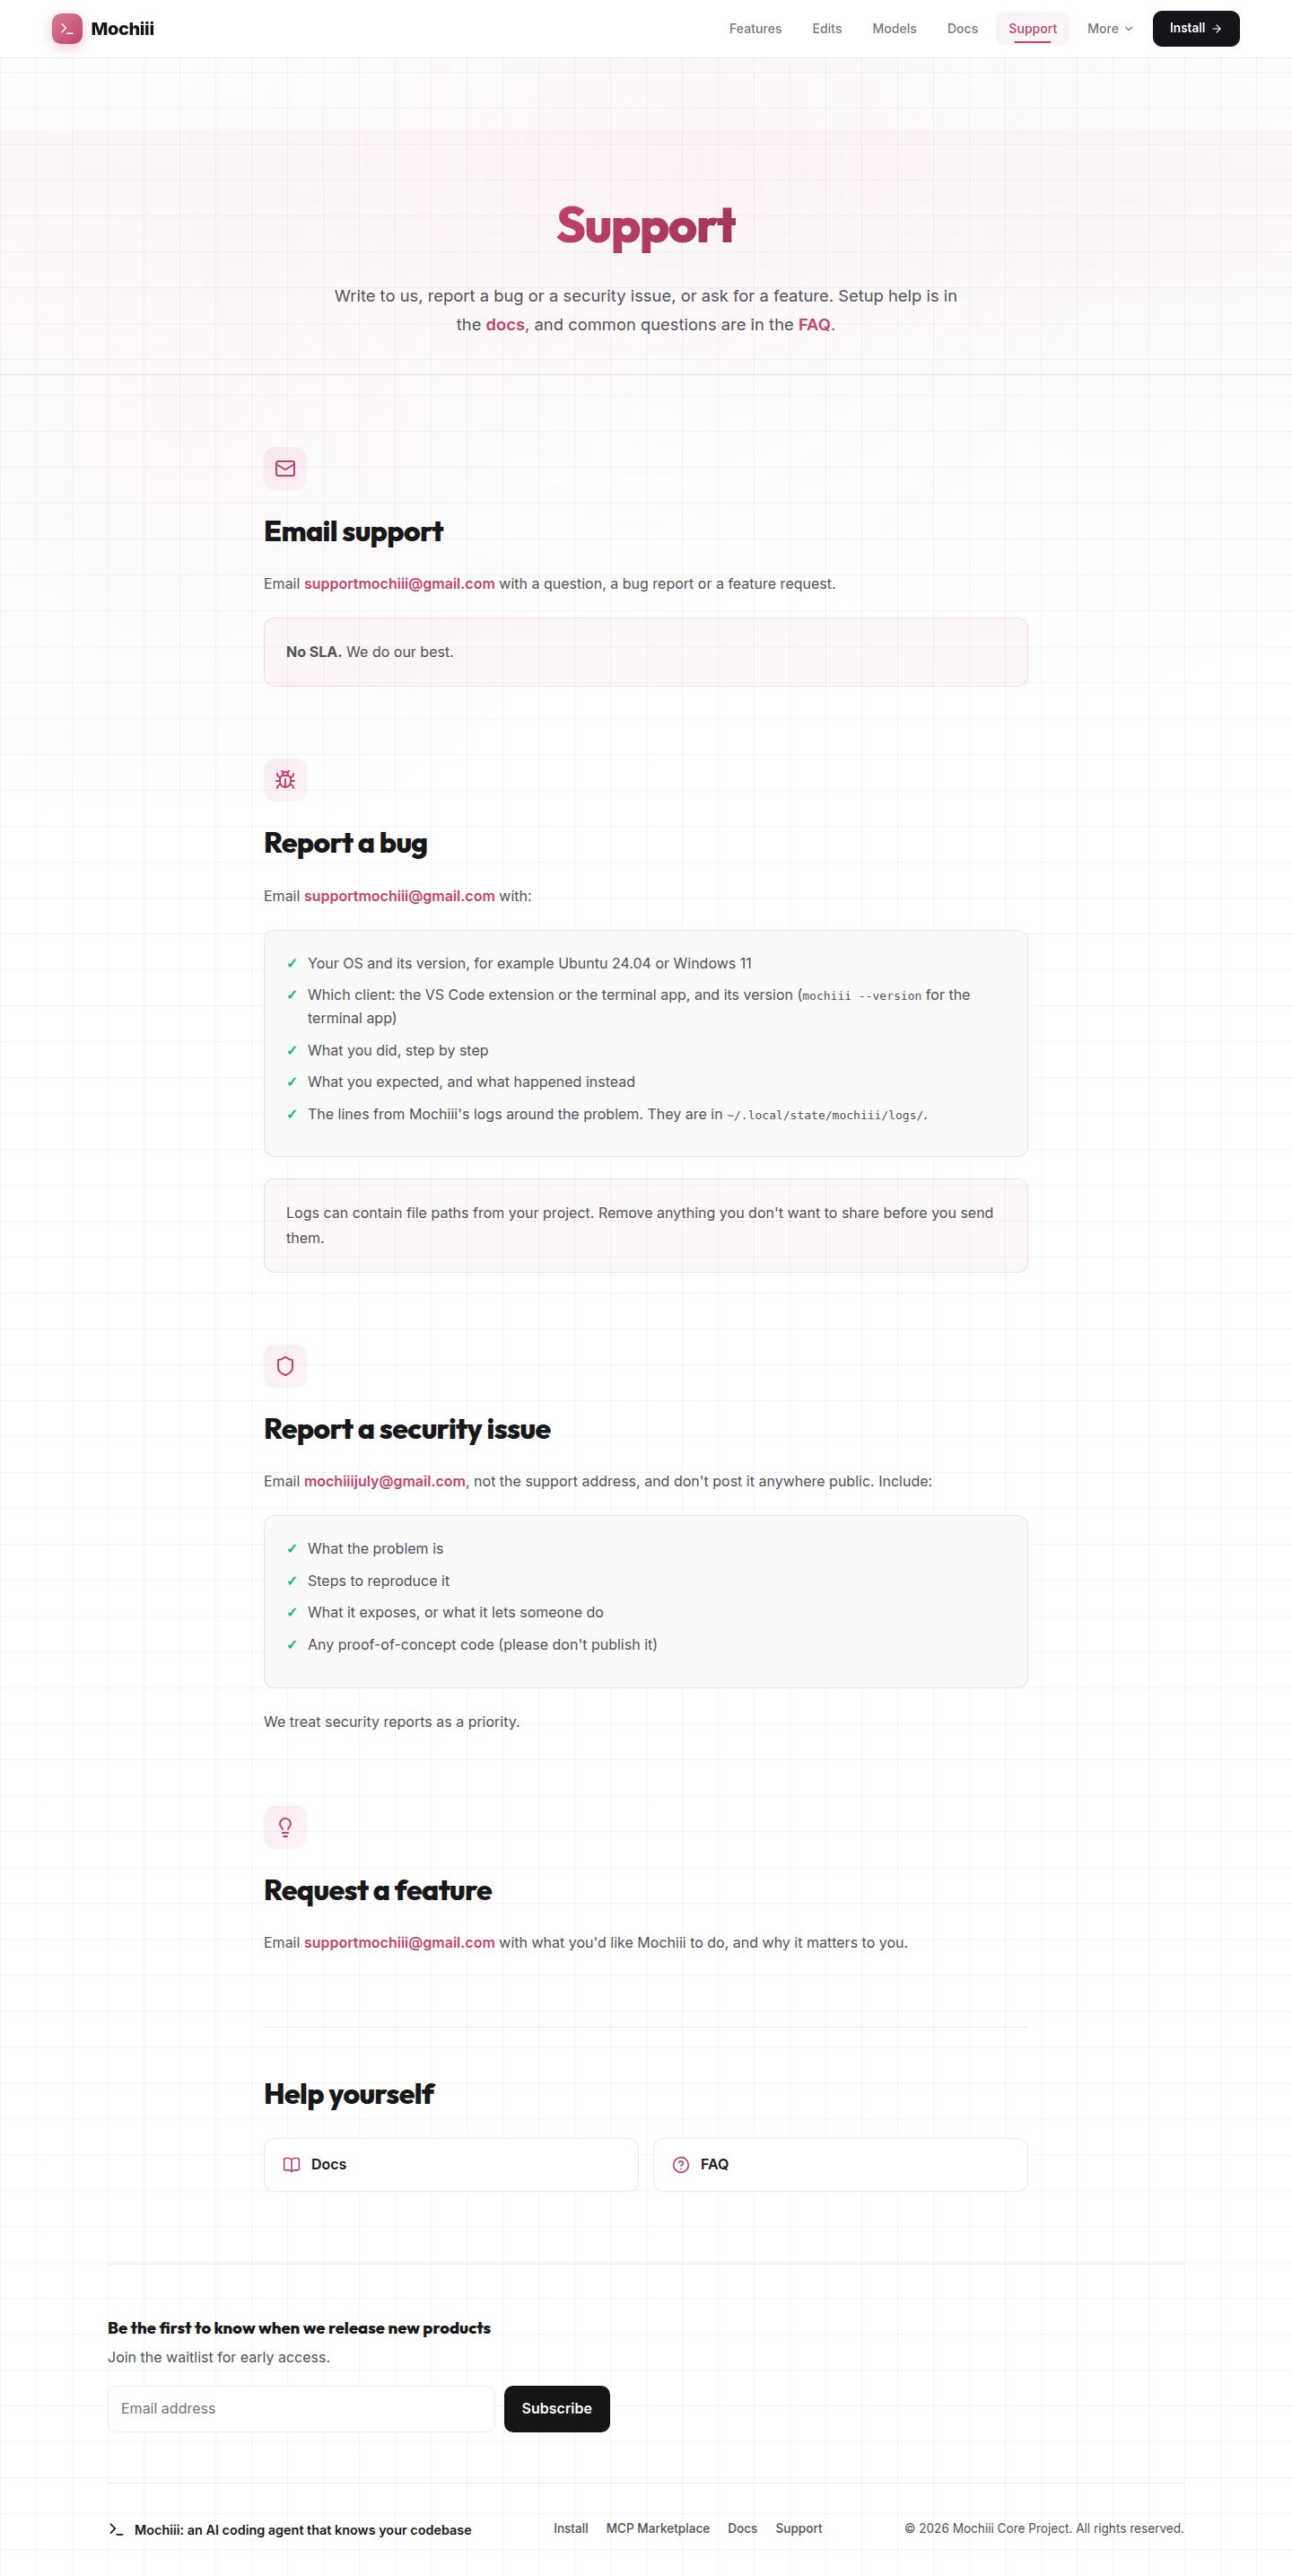 Mochiii
Features
Edits
Models
Docs
Support
More
Install →
Support
Write to us, report a bug or a security issue, or ask for a feature. Setup help is in
the docs, and common questions are in the FAQ.
Email support
Email supportmochiii@gmail.com with a question, a bug report or a feature request.
No SLA. We do our best.
Report a bug
Email supportmochiii@gmail.com with:
✓ Your OS and its version, for example Ubuntu 24.04 or Windows 11
✓ Which client: the VS Code extension or the terminal app, and its version (mochiii --version for the
terminal app)
✓ What you did, step by step
✓ What you expected, and what happened instead
✓ The lines from Mochiii's logs around the problem. They are in ~/.local/state/mochiii/logs/.
Logs can contain file paths from your project. Remove anything you don't want to share before you send
them.
Report a security issue
Email mochiiijuly@gmail.com, not the support address, and don't post it anywhere public. Include:
✓ What the problem is
✓ Steps to reproduce it
✓ What it exposes, or what it lets someone do
✓ Any proof-of-concept code (please don't publish it)
We treat security reports as a priority.
Request a feature
Email supportmochiii@gmail.com with what you'd like Mochiii to do, and why it matters to you.
Help yourself
Docs
FAQ
Be the first to know when we release new products
Join the waitlist for early access.
Email address
Subscribe
Mochiii: an AI coding agent that knows your codebase
Install
MCP Marketplace
Docs
Support
© 2026 Mochiii Core Project. All rights reserved.